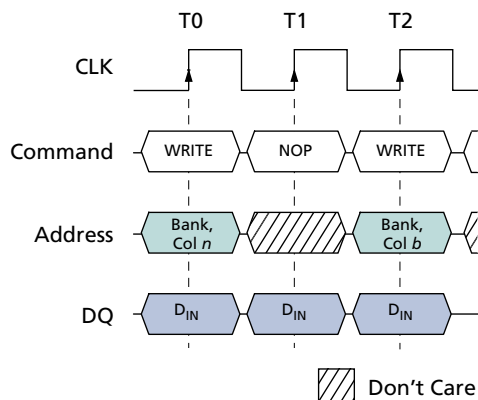 T0 T1 T2
CLK
Command WRITE NOP WRITE
Address Bank, Col n Bank, Col b
DQ DIN DIN DIN
Don't Care